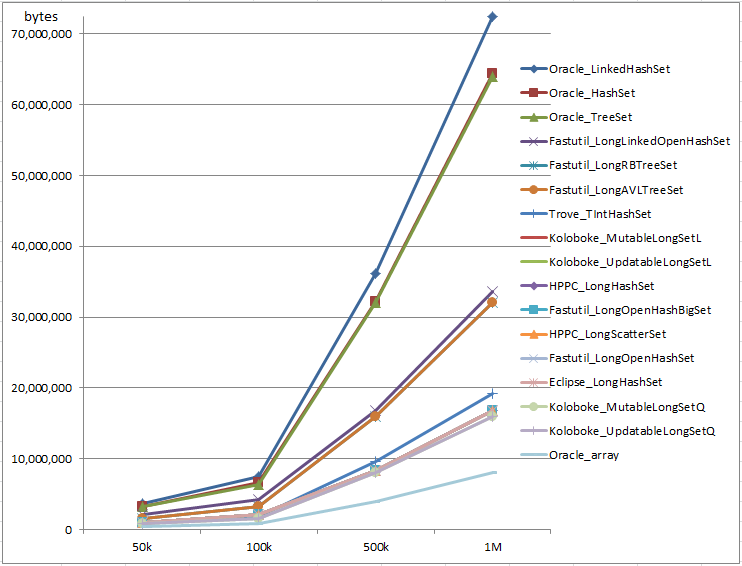 bytes
70,000,000
60,000,000
50,000,000
40,000,000
30,000,000
20,000,000
10,000,000
0
50k 100k 500k 1M
Oracle_LinkedHashSet
Oracle_HashSet
Oracle_TreeSet
Fastutil_LongLinkedOpenHashSet
Fastutil_LongRBTreeSet
Fastutil_LongAVLTreeSet
Trove_TIntHashSet
Koloboke_MutableLongSetL
Koloboke_UpdatableLongSetL
HPPC_LongHashSet
Fastutil_LongOpenHashBigSet
HPPC_LongScatterSet
Fastutil_LongOpenHashSet
Eclipse_LongHashSet
Koloboke_MutableLongSetQ
Koloboke_UpdatableLongSetQ
Oracle_array